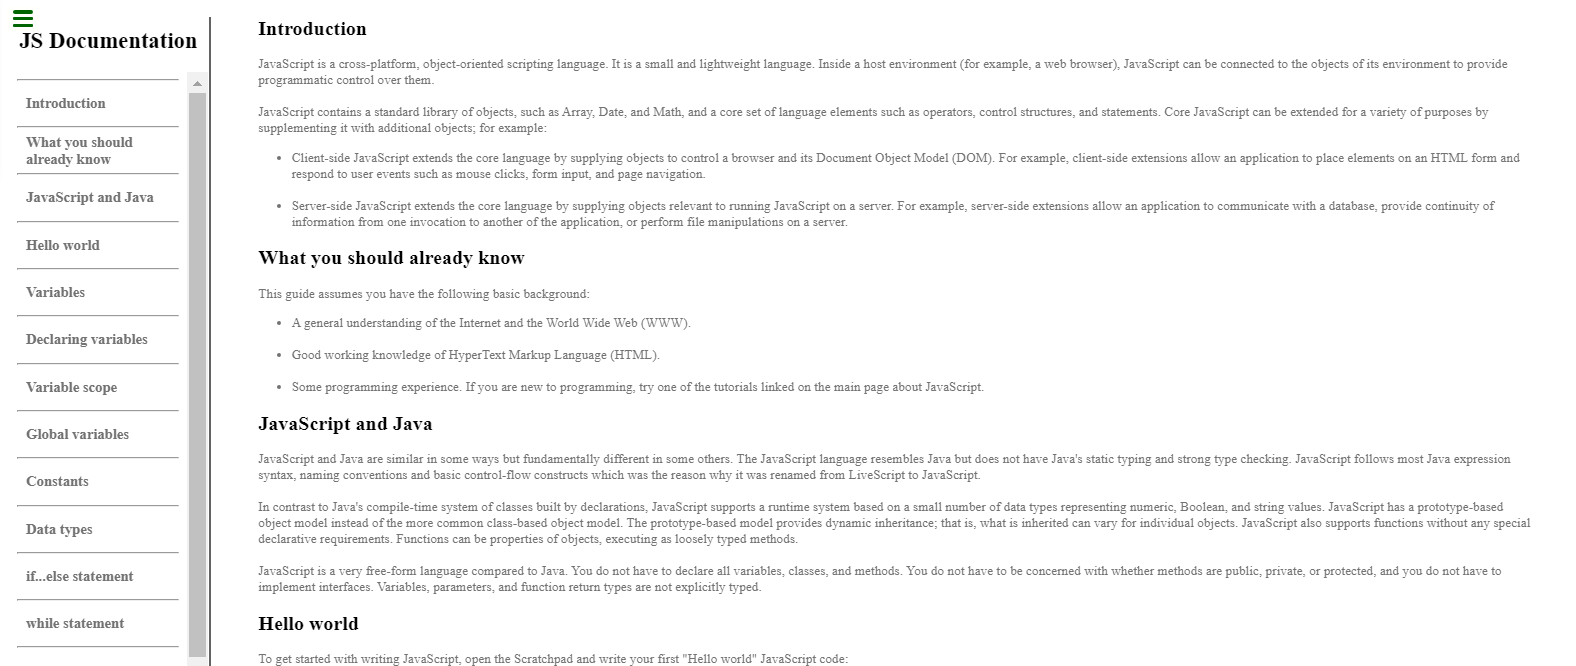 JS Documentation
Introduction
What you should
already know
JavaScript and Java
Hello world
Variables
Declaring variables
Variable scope
Global variables
Constants
Data types
if...else statement
while statement
Introduction
JavaScript is a cross-platform, object-oriented scripting language. It is a small and lightweight language. Inside a host environment (for example, a web browser), JavaScript can be connected to the objects of its environment to provide
programmatic control over them.
JavaScript contains a standard library of objects, such as Array, Date, and Math, and a core set of language elements such as operators, control structures, and statements. Core JavaScript can be extended for a variety of purposes by
supplementing it with additional objects; for example:
• Client-side JavaScript extends the core language by supplying objects to control a browser and its Document Object Model (DOM). For example, client-side extensions allow an application to place elements on an HTML form and
respond to user events such as mouse clicks, form input, and page navigation.
• Server-side JavaScript extends the core language by supplying objects relevant to running JavaScript on a server. For example, server-side extensions allow an application to communicate with a database, provide continuity of
information from one invocation to another of the application, or perform file manipulations on a server.
What you should already know
This guide assumes you have the following basic background:
• A general understanding of the Internet and the World Wide Web (WWW).
• Good working knowledge of HyperText Markup Language (HTML).
• Some programming experience. If you are new to programming, try one of the tutorials linked on the main page about JavaScript.
JavaScript and Java
JavaScript and Java are similar in some ways but fundamentally different in some others. The JavaScript language resembles Java but does not have Java's static typing and strong type checking. JavaScript follows most Java expression
syntax, naming conventions and basic control-flow constructs which was the reason why it was renamed from LiveScript to JavaScript.
In contrast to Java's compile-time system of classes built by declarations, JavaScript supports a runtime system based on a small number of data types representing numeric, Boolean, and string values. JavaScript has a prototype-based
object model instead of the more common class-based object model. The prototype-based model provides dynamic inheritance; that is, what is inherited can vary for individual objects. JavaScript also supports functions without any special
declarative requirements. Functions can be properties of objects, executing as loosely typed methods.
JavaScript is a very free-form language compared to Java. You do not have to declare all variables, classes, and methods. You do not have to be concerned with whether methods are public, private, or protected, and you do not have to
implement interfaces. Variables, parameters, and function return types are not explicitly typed.
Hello world
To get started with writing JavaScript, open the Scratchpad and write your first "Hello world" JavaScript code: